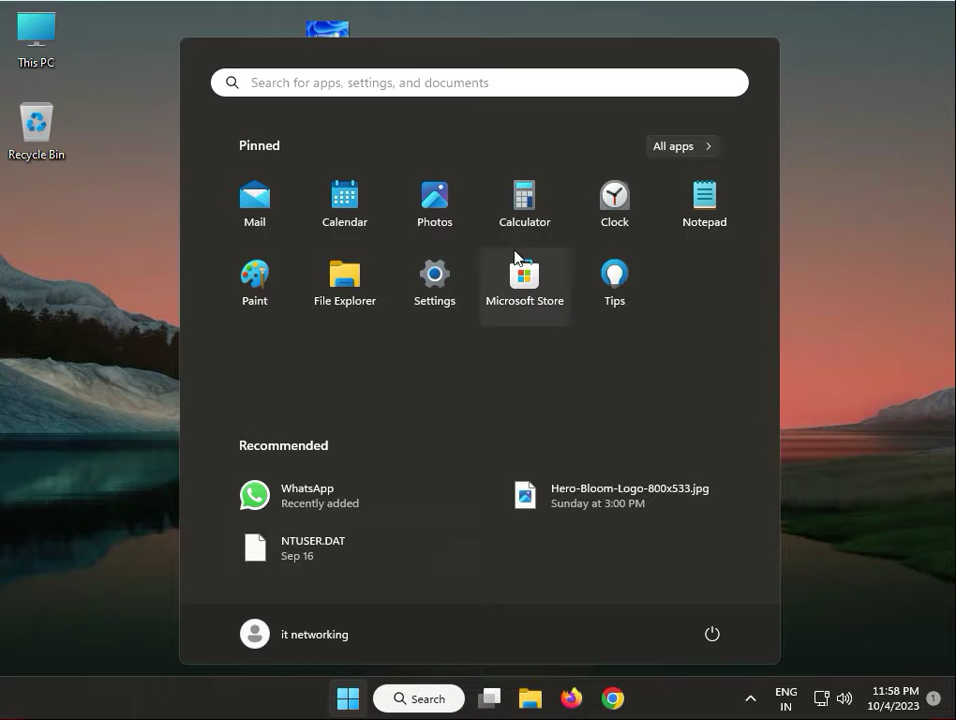 This PC
Recycle Bin
Search for apps, settings, and documents
Pinned
All apps
Mail
Calendar
Photos
Calculator
Clock
Notepad
Paint
File Explorer
Settings
Microsoft Store
Tips
Recommended
WhatsApp
Recently added
Hero-Bloom-Logo-800x533.jpg
Sunday at 3:00 PM
NTUSER.DAT
Sep 16
it networking
Search
ENG
IN
11:58 PM
10/4/2023
1